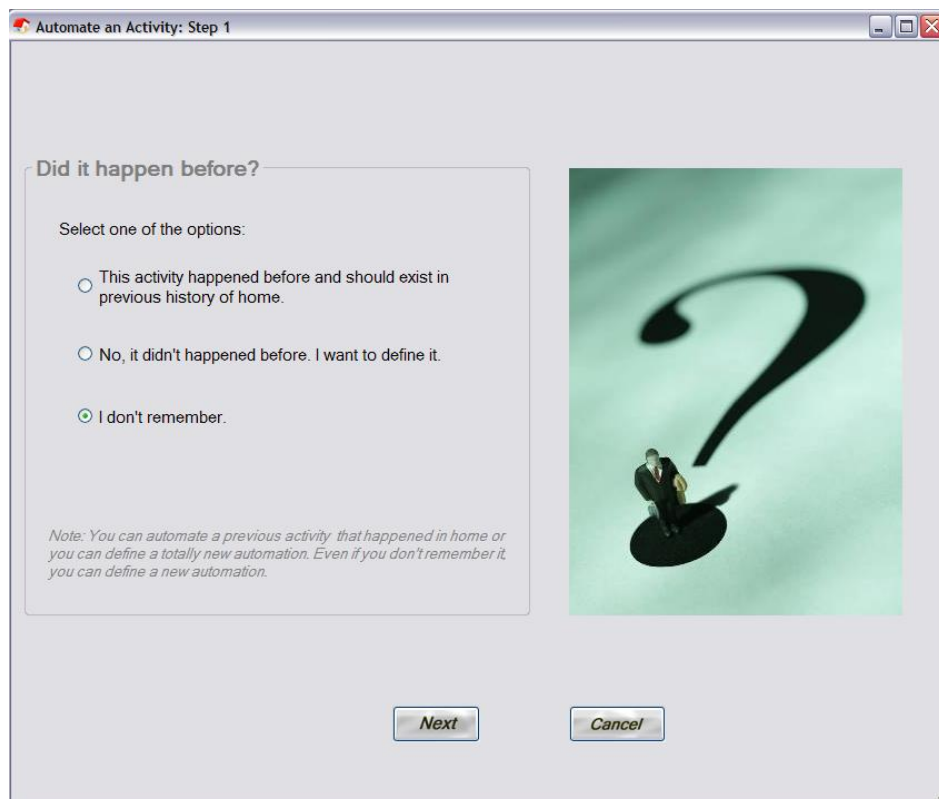 Automate an Activity: Step 1
Did it happen before?
Select one of the options:
This activity happened before and should exist in
previous history of home.
No, it didn't happened before. I want to define it.
I don't remember.
Note: You can automate a previous activity that happened in home or
you can define a totally new automation. Even if you don't remember it,
you can define a new automation.
Next
Cancel